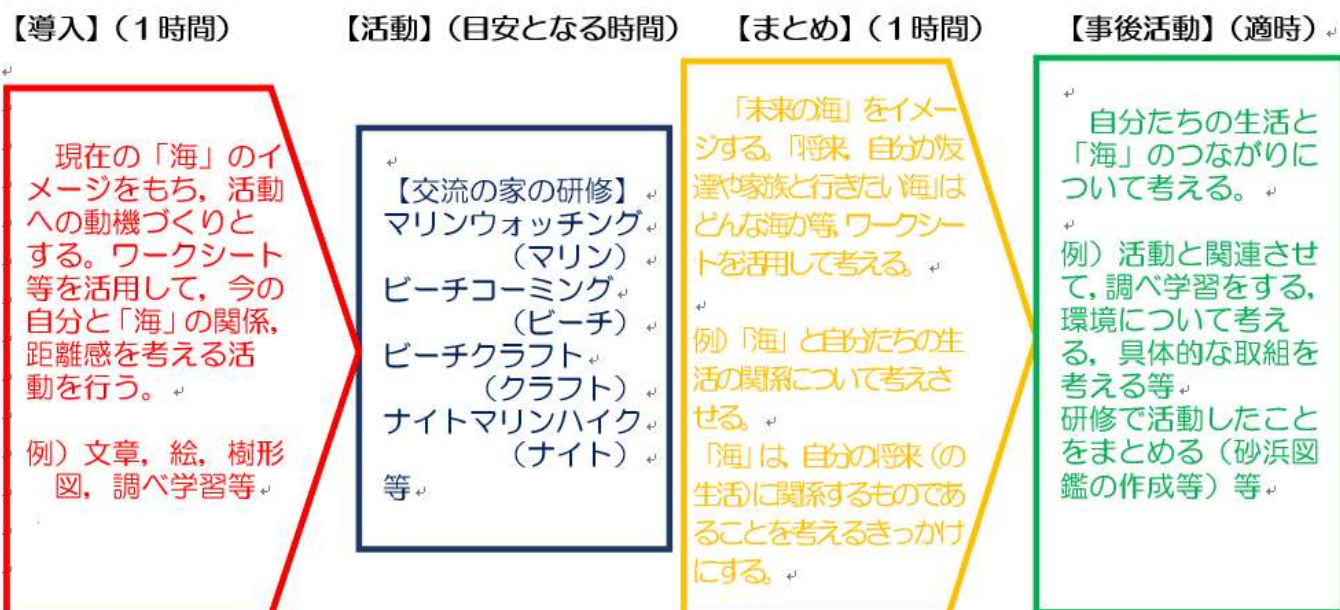 【導入】（１時間）
【活動】（目安となる時間）
【まとめ】（１時間）
【事後活動】（適時）
現在の「海」のイ
メージをもち，活動
への動機づくりと
する。ワークシート
等を活用して，今の
自分と「海」の関係，
距離感を考える活
動を行う。
例）文章，絵，樹形
図，調べ学習等
【交流の家の研修】
マリンウォッチング
（マリン）
ビーチコーミング
（ビーチ）
ビーチクラフト
（クラフト）
ナイトマリンハイク
（ナイト）
等
「未来の海」をイメー
ジする。「将来，自分が友
達や家族と行きたい海」は
どんな海か等，ワークシー
トを活用して考える。
例）「海」と自分たちの生
活の関係について考えさ
せる。
「海」は，自分の将来（の
生活）に関係するものであ
ることを考えるきっかけ
にする。
自分たちの生活と
「海」のつながりに
ついて考える。
例）活動と関連させ
て，調べ学習をする，
環境について考え
る，具体的な取組を
考える等
研修で活動したこと
をまとめる（砂浜図
鑑の作成等）等